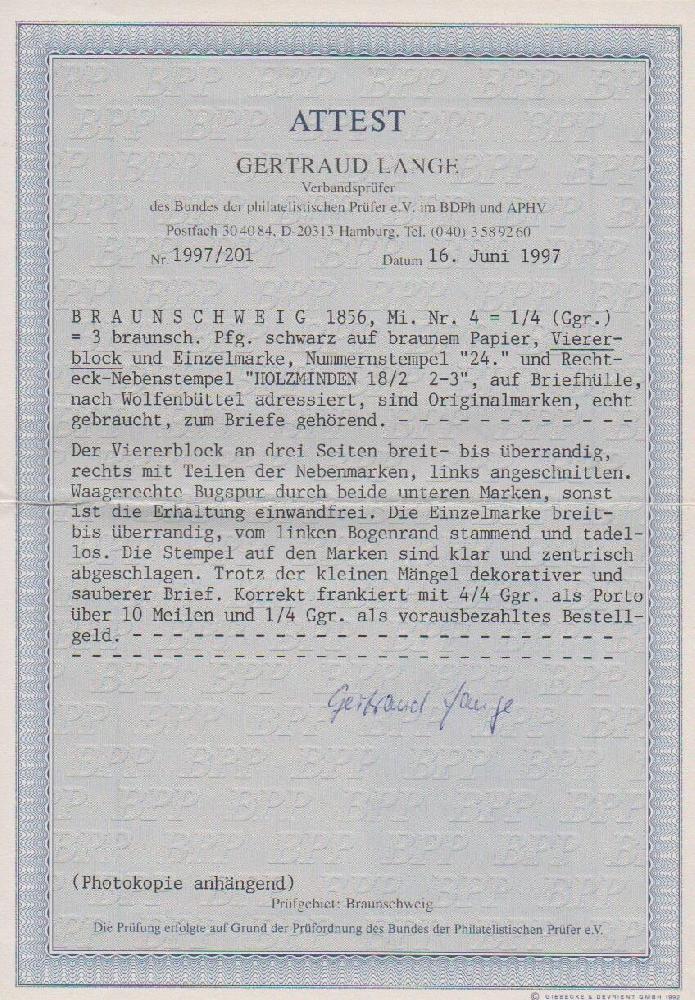 ATTEST
GERTRAUD LANGE
Verbandsprüfer
des Bundes der philatelistischen Prüfer e.V. im BDPh und APHV
Postfach 304084, D-20313 Hamburg, Tel. (040) 3589260
Nr. 1997/201 Datum 16. Juni 1997
B R A U N S C H W E I G 1856, Mi. Nr. 4 = 1/4 (Ggr.)
= 3 braunsch. Pfg. schwarz auf braunem Papier, Vierer-
block und Einzelmarke, Nummernstempel "24." und Recht-
eck-Nebenstempel "HOLZMINDEN 18/2 2-3", auf Briefhülle,
nach Wolfenbüttel adressiert, sind Originalmarken, echt
gebraucht, zum Briefe gehörend. - - - - - - - - - - - -
Der Viererblock an drei Seiten breit- bis überrandig,
rechts mit Teilen der Nebenmarken, links angeschnitten.
Waagerechte Bugspur durch beide unteren Marken, sonst
ist die Erhaltung einwandfrei. Die Einzelmarke breit-
bis überrandig, vom linken Bogenrand stammend und tadel-
los. Die Stempel auf den Marken sind klar und zentrisch
abgeschlagen. Trotz der kleinen Mängel dekorativer und
sauberer Brief. Korrekt frankiert mit 4/4 Ggr. als Porto
über 10 Meilen und 1/4 Ggr. als vorausbezahltes Bestell-
geld. - - - - - - - - - - - - - - - - - - - - - - - -
- - - - - - - - - - - - - - - - - - - - - - - - - - -
Gertraud Lange
(Photokopie anhängend)
Prüfgebiet: Braunschweig
Die Prüfung erfolgte auf Grund der Prüfordnung des Bundes der Philatelistischen Prüfer e.V.
© GIESECKE & DEVRIENT GMBH